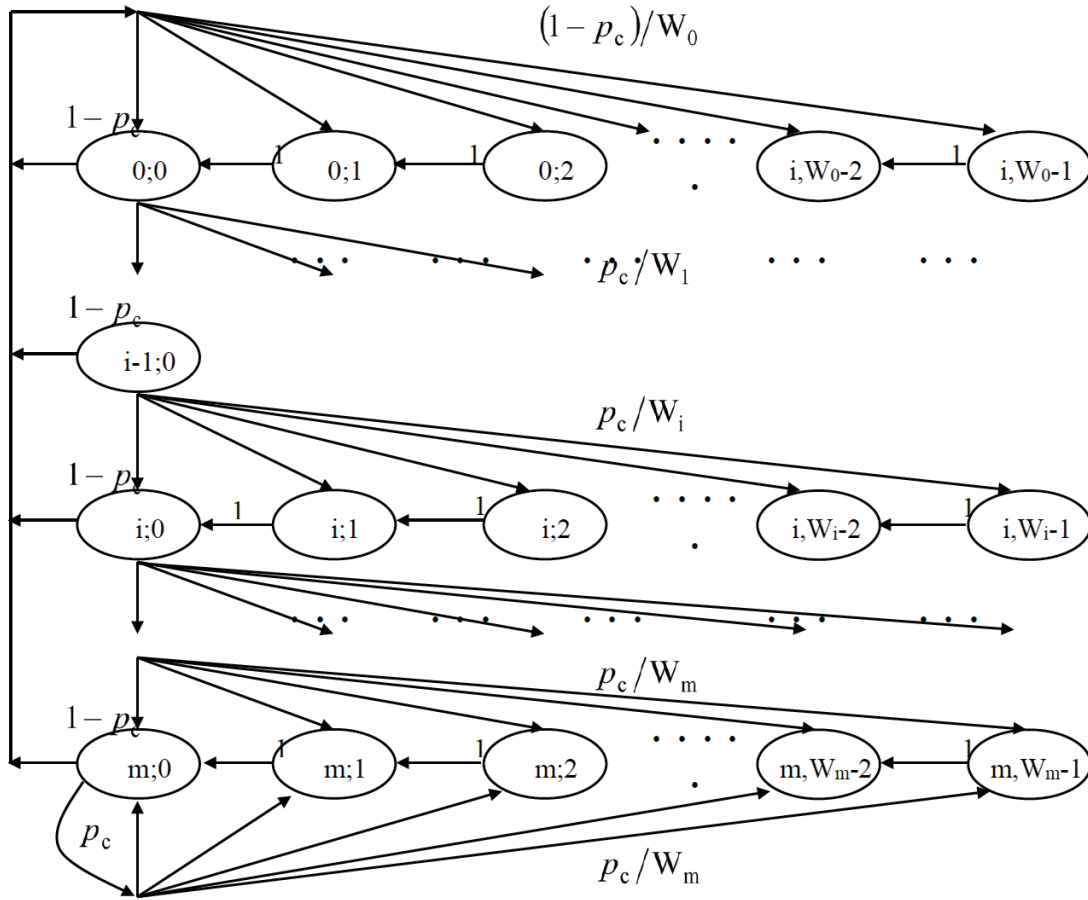 (1 − p_c)/W_0
1 − p_c
0;0 1 0;1 1 0;2 . . . . . i,W_0-2 1 i,W_0-1
. . . . . . . . . . . . . . .
p_c/W_1
1 − p_c
i-1;0
p_c/W_i
1 − p_c
i;0 1 i;1 1 i;2 . . . . . i,W_i-2 1 i,W_i-1
. . . . . . . . . . . . . . .
p_c/W_m
1 − p_c
m;0 1 m;1 1 m;2 . . . . . m,W_m-2 1 m,W_m-1
p_c
p_c/W_m